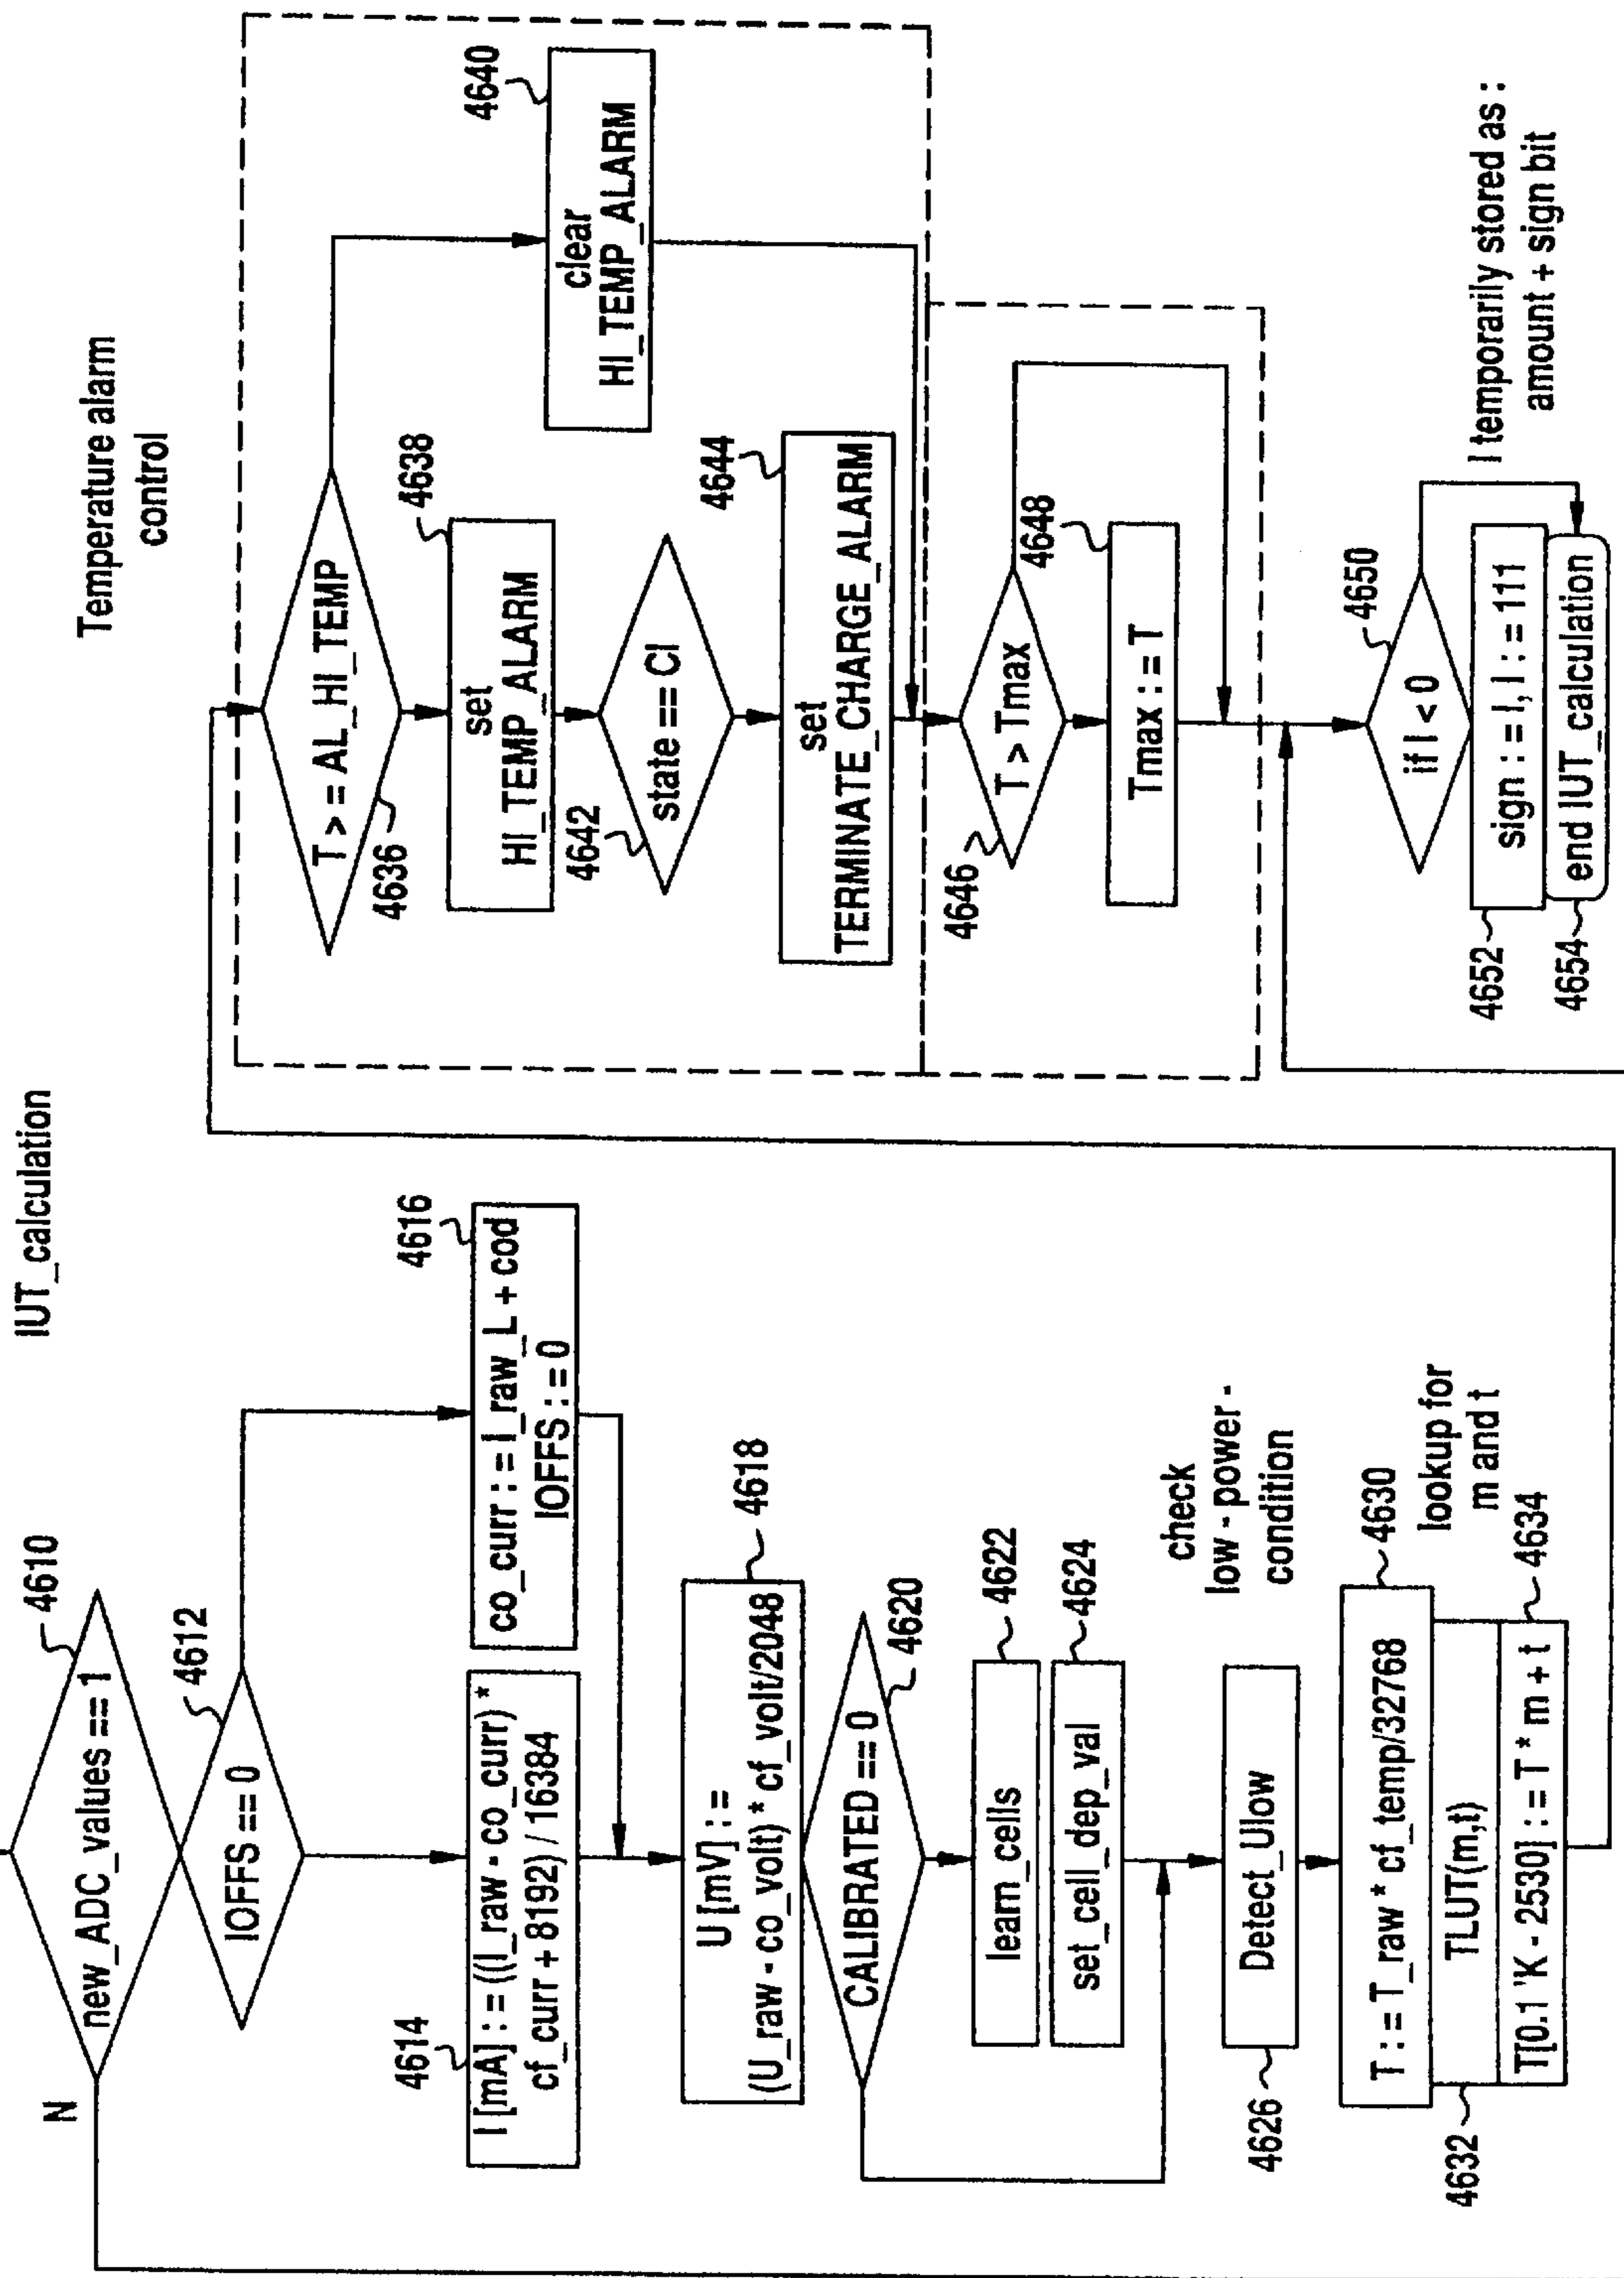 IUT_calculation
4610
new_ADC_values == 1
N
4612
IOFFS == 0
4614
I [mA] : = ((I_raw - co_curr) *
cf_curr + 8192) / 16384
4616
co_curr : = I_raw_L + cod
IOFFS : = 0
U [mV] : =
(U_raw - co_volt) * cf_volt/2048
4618
CALIBRATED == 0
4620
learn_cells
4622
set_cell_dep_val
4624
check
low - power -
condition
Detect_Ulow
4626
T : = T_raw * cf_temp/32768
4630
lookup for
m and t
TLUT(m,t)
4632
T[0.1 °K - 2530] : = T * m + t
4634
Temperature alarm
control
T > = AL_HI_TEMP
4636
set
HI_TEMP_ALARM
4638
clear
HI_TEMP_ALARM
4640
state == CI
4642
set
TERMINATE_CHARGE_ALARM
4644
T > Tmax
4646
Tmax : = T
4648
if I < 0
4650
sign : = I, I : = 111
4652
end IUT_calculation
4654
I temporarily stored as :
amount + sign bit